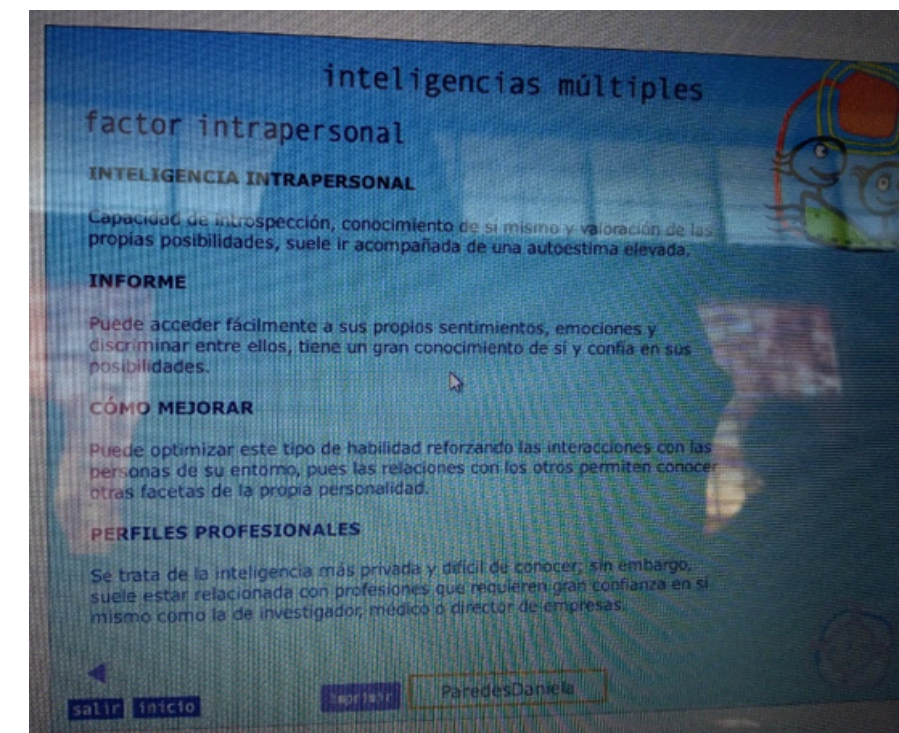 inteligencias múltiples
factor intrapersonal
INTELIGENCIA INTRAPERSONAL
Capacidad de introspección, conocimiento de sí mismo y valoración de las
propias posibilidades, suele ir acompañada de una autoestima elevada.
INFORME
Puede acceder fácilmente a sus propios sentimientos, emociones y
discriminar entre ellos, tiene un gran conocimiento de sí y confía en sus
posibilidades.
CÓMO MEJORAR
Puede optimizar este tipo de habilidad reforzando las interacciones con las
personas de su entorno, pues las relaciones con los otros permiten conocer
otras facetas de la propia personalidad.
PERFILES PROFESIONALES
Se trata de la inteligencia más privada y difícil de conocer; sin embargo,
suele estar relacionada con profesiones que requieren gran confianza en sí
mismo como la de investigador, médico o director de empresas.
salir inicio imprimir ParedesDaniela